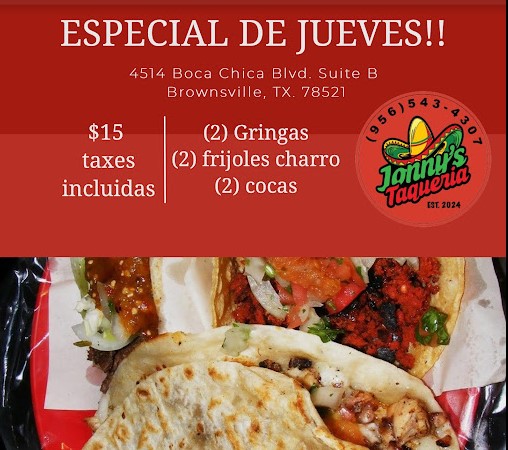 ESPECIAL DE JUEVES!!
4514 Boca Chica Blvd. Suite B
Brownsville, TX. 78521
$15
taxes
incluidas
(2) Gringas
(2) frijoles charro
(2) cocas
(956)543-4307
Jonny's
Taqueria
EST. 2024